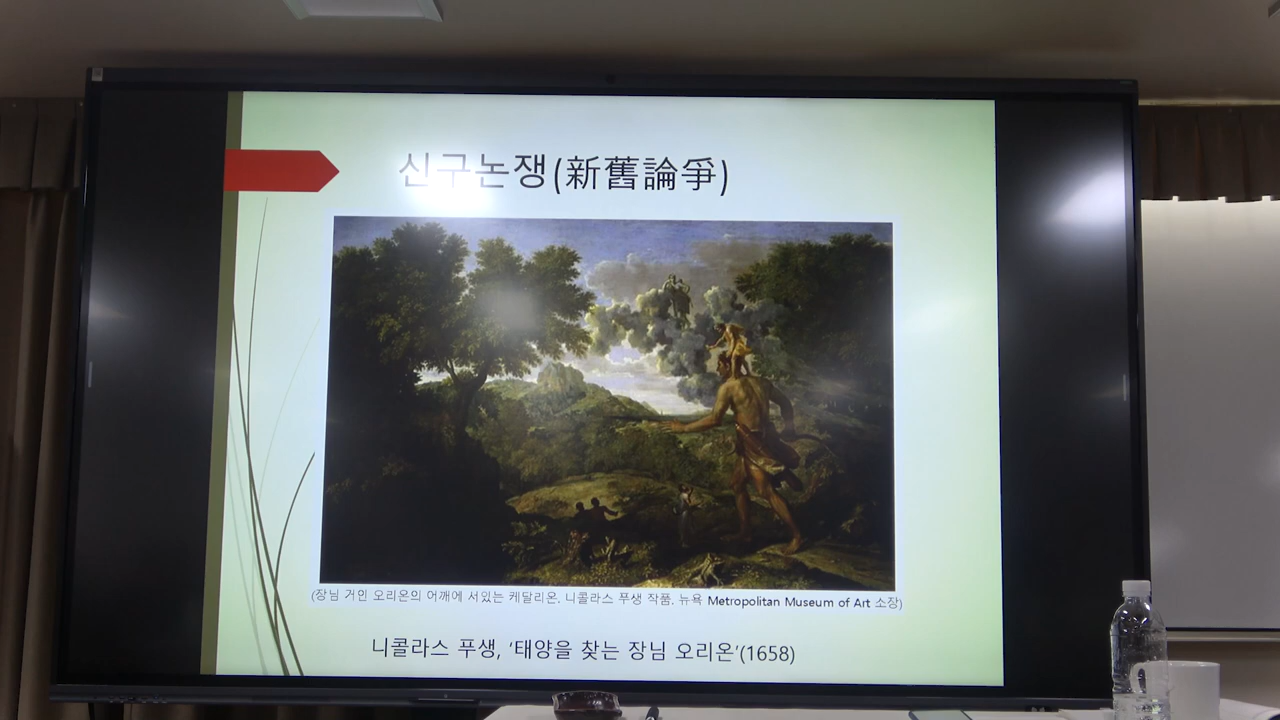 신구논쟁(新舊論爭)
(장님 거인 오리온의 어깨에 서있는 케달리온. 니콜라스 푸생 작품. 뉴욕 Metropolitan Museum of Art 소장)
니콜라스 푸생, ‘태양을 찾는 장님 오리온’(1658)